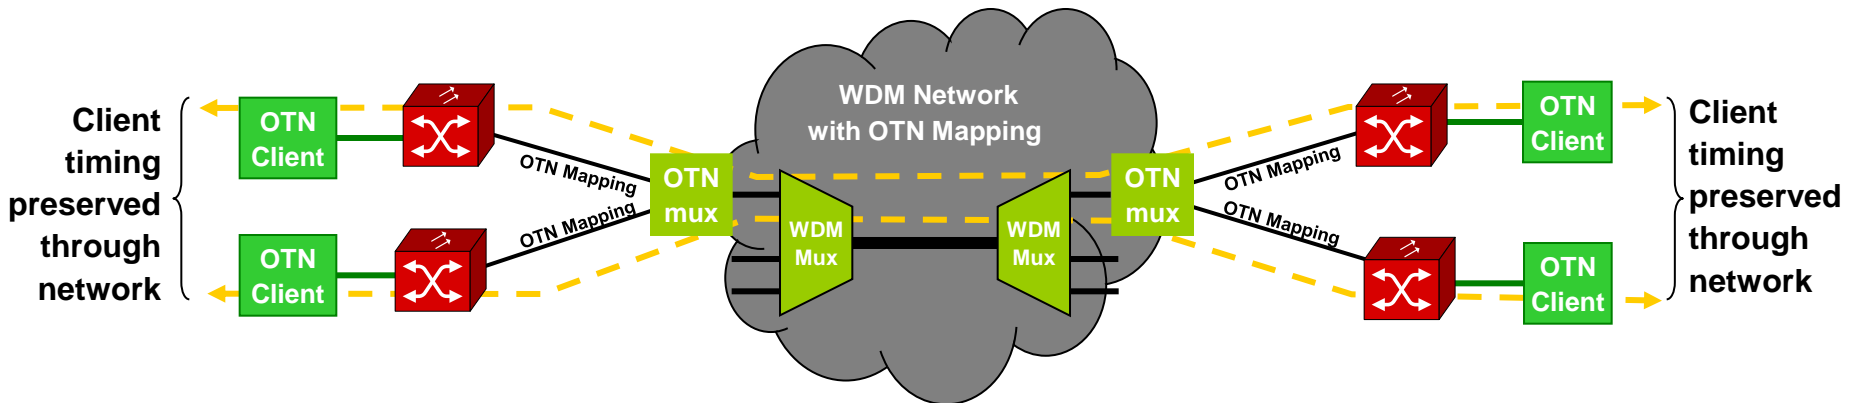 Client
timing
preserved
through
network
OTN
Client
OTN
Client
OTN Mapping
OTN Mapping
OTN
mux
WDM Network
with OTN Mapping
WDM
Mux
WDM
Mux
OTN
mux
OTN Mapping
OTN Mapping
OTN
Client
OTN
Client
Client
timing
preserved
through
network